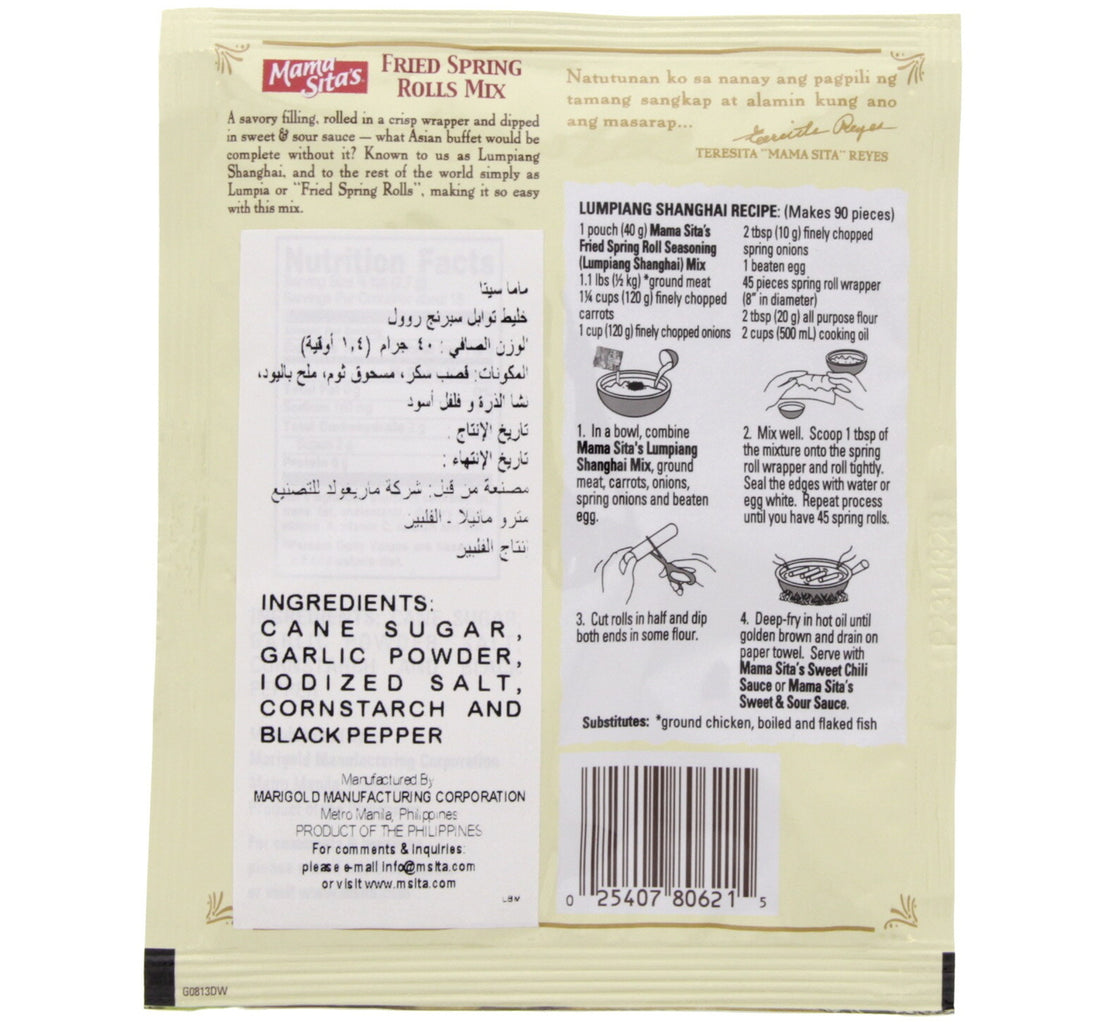 Mama
Sita's
FRIED SPRING
ROLLS MIX
A savory filling, rolled in a crisp wrapper and dipped
in sweet & sour sauce — what Asian buffet would be
complete without it? Known to us as Lumpiang
Shanghai, and to the rest of the world simply as
Lumpia or "Fried Spring Rolls", making it so easy
with this mix.
Natutunan ko sa nanay ang pagpili ng
tamang sangkap at alamin kung ano
ang masarap...
Teresita Reyes
TERESITA "MAMA SITA" REYES
Nutrition Facts
ماما سيتا
خليط توابل سبرنج روول
الوزن الصافي : ٤٠ جرام (١,٤ أوقية)
المكونات: قصب سكر، مسحوق ثوم، ملح باليود،
نشا الذرة و فلفل أسود
تاريخ الإنتاج :
تاريخ الإنتهاء :
مصنعة من قبل: شركة ماريغولد للتصنيع
مترو مانيلا ـ الفلبين
إنتاج الفلبين
INGREDIENTS:
CANE SUGAR,
GARLIC POWDER,
IODIZED SALT,
CORNSTARCH AND
BLACK PEPPER
Manufactured By
MARIGOLD MANUFACTURING CORPORATION
Metro Manila, Philippines
PRODUCT OF THE PHILIPPINES
For comments & Inquiries:
please e-mail info@msita.com
or visit www.msita.com
LBM
LUMPIANG SHANGHAI RECIPE: (Makes 90 pieces)
1 pouch (40 g) Mama Sita's
Fried Spring Roll Seasoning
(Lumpiang Shanghai) Mix
1.1 lbs (½ kg) *ground meat
1¼ cups (120 g) finely chopped
carrots
1 cup (120 g) finely chopped onions
2 tbsp (10 g) finely chopped
spring onions
1 beaten egg
45 pieces spring roll wrapper
(8" in diameter)
2 tbsp (20 g) all purpose flour
2 cups (500 mL) cooking oil
1. In a bowl, combine
Mama Sita's Lumpiang
Shanghai Mix, ground
meat, carrots, onions,
spring onions and beaten
egg.
2. Mix well. Scoop 1 tbsp of
the mixture onto the spring
roll wrapper and roll tightly.
Seal the edges with water or
egg white. Repeat process
until you have 45 spring rolls.
3. Cut rolls in half and dip
both ends in some flour.
4. Deep-fry in hot oil until
golden brown and drain on
paper towel. Serve with
Mama Sita's Sweet Chili
Sauce or Mama Sita's
Sweet & Sour Sauce.
Substitutes: *ground chicken, boiled and flaked fish
0 25407 80621 5
G0813DW